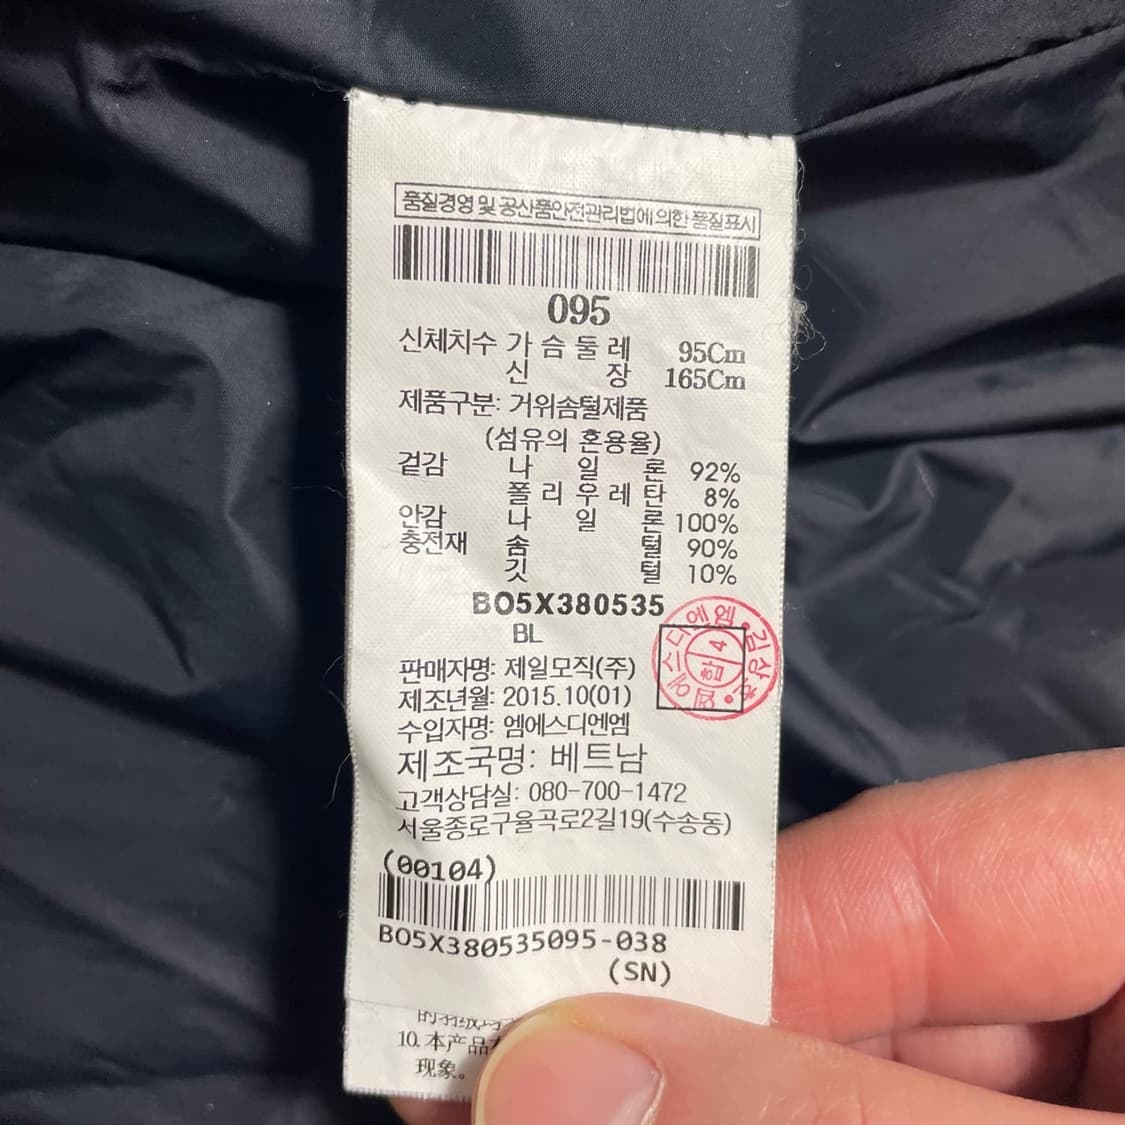 품질경영 및 공산품안전관리법에 의한 품질표시
095
신체치수 가 슴 둘 레 95Cm
신 장 165Cm
제품구분: 거위솜털제품
(섬유의 혼용율)
겉감 나 일 론 92%
폴 리 우 레 탄 8%
안감 나 일 론 100%
충전재 솜 털 90%
깃 털 10%
BO5X380535
BL
판매자명: 제일모직(주)
제조년월: 2015.10(01)
수입자명: 엠에스디엔엠
제조국명: 베트남
고객상담실: 080-700-1472
서울종로구율곡로2길19(수송동)
(00104)
BO5X380535095-038
(SN)
10. 本产品
现象。